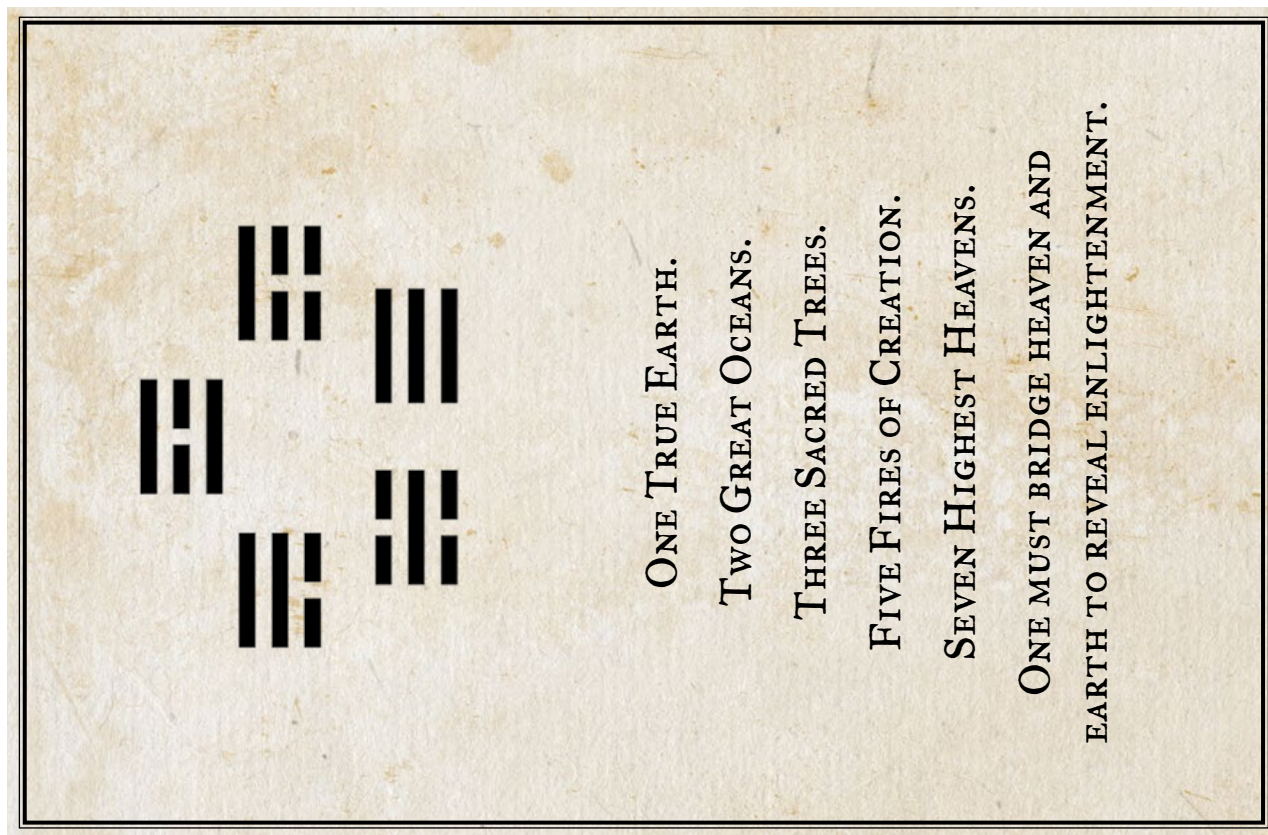 One True Earth.
Two Great Oceans.
Three Sacred Trees.
Five Fires of Creation.
Seven Highest Heavens.
One must bridge heaven and
earth to reveal enlightenment.